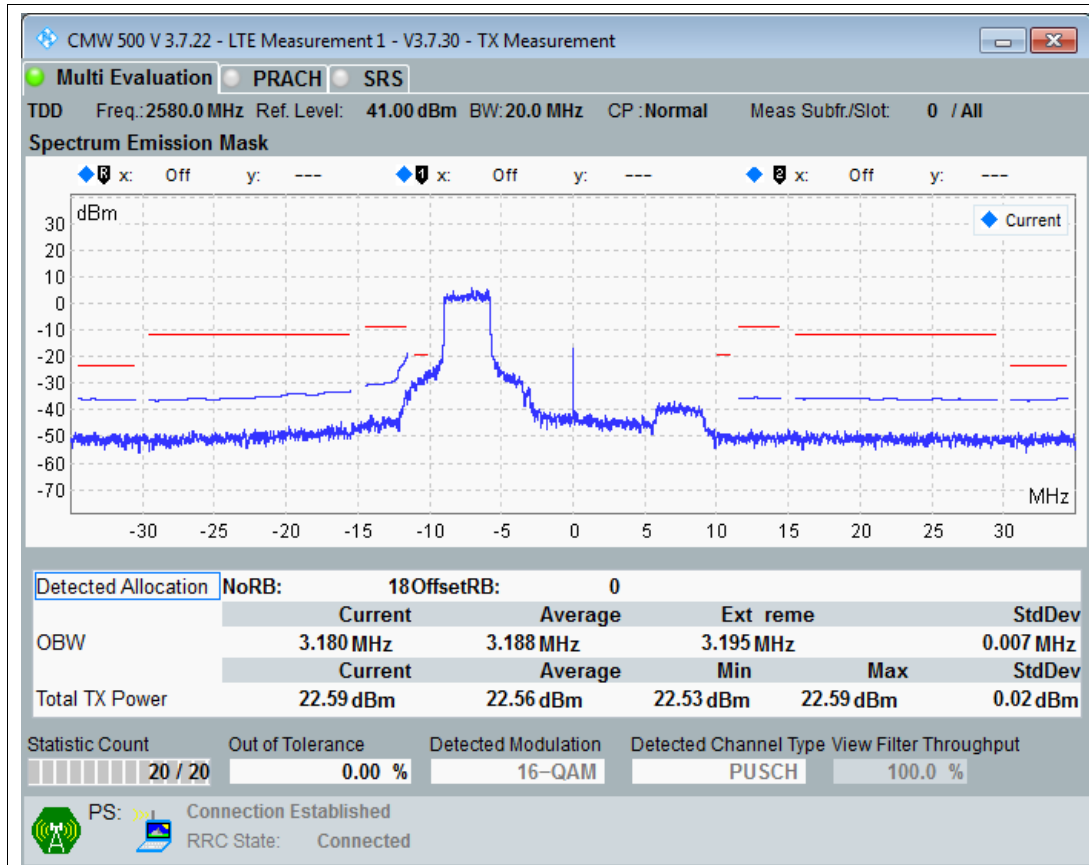 CMW 500 V 3.7.22 - LTE Measurement 1 - V3.7.30 - TX Measurement
Multi Evaluation PRACH SRS
TDD Freq.: 2580.0 MHz Ref. Level: 41.00 dBm BW: 20.0 MHz CP : Normal Meas Subfr./Slot: 0 / All
Spectrum Emission Mask
R x: Off y: --- 1 x: Off y: --- 2 x: Off y: ---
dBm
Current
30
20
10
0
-10
-20
-30
-40
-50
-60
-70
MHz
-30 -25 -20 -15 -10 -5 0 5 10 15 20 25 30
Detected Allocation NoRB: 18 OffsetRB: 0
Current Average Ext reme StdDev
OBW 3.180 MHz 3.188 MHz 3.195 MHz 0.007 MHz
Current Average Min Max StdDev
Total TX Power 22.59 dBm 22.56 dBm 22.53 dBm 22.59 dBm 0.02 dBm
Statistic Count Out of Tolerance Detected Modulation Detected Channel Type View Filter Throughput
20 / 20 0.00 % 16-QAM PUSCH 100.0 %
PS: Connection Established
RRC State: Connected